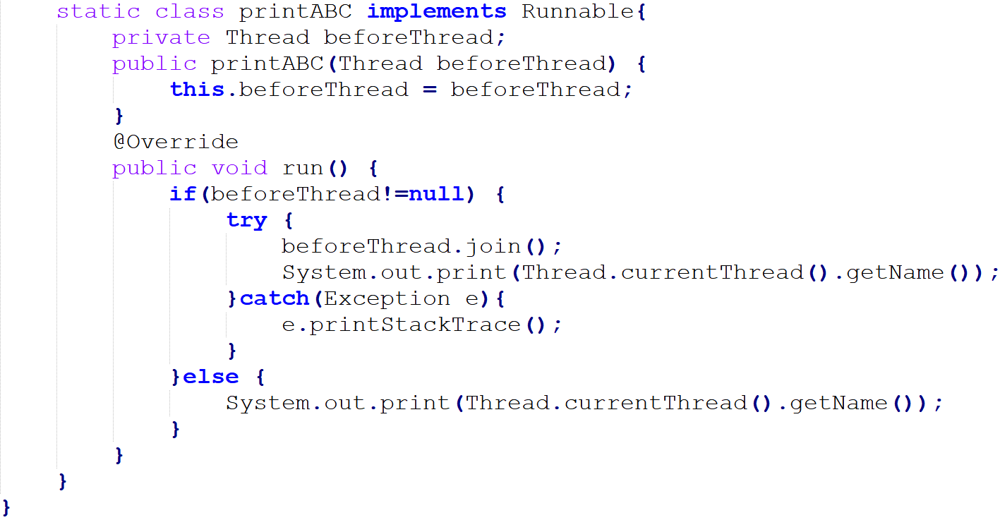 static class printABC implements Runnable{
private Thread beforeThread;
public printABC(Thread beforeThread) {
this.beforeThread = beforeThread;
}
@Override
public void run() {
if(beforeThread!=null) {
try {
beforeThread.join();
System.out.print(Thread.currentThread().getName());
}catch(Exception e){
e.printStackTrace();
}
}else {
System.out.print(Thread.currentThread().getName());
}
}
}
}